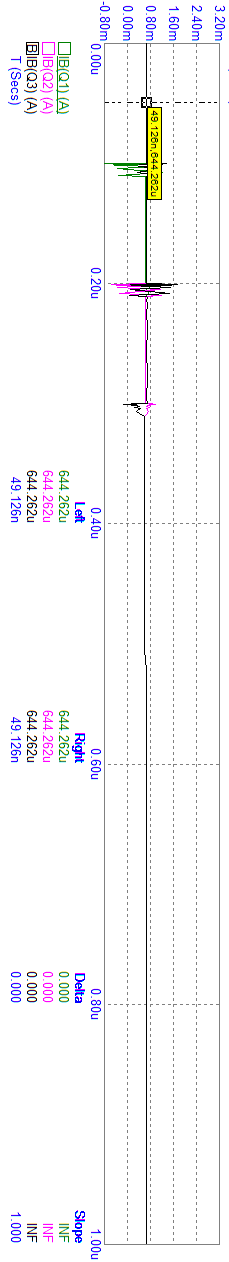 3.20m
2.40m
1.60m
0.80m
0.00m
-0.80m
0.00u 0.20u 0.40u 0.60u 0.80u 1.00u
49.126n,644.262u
Left Right Delta Slope
IB(Q1) (A) 644.262u 644.262u 0.000 INF
IB(Q2) (A) 644.262u 644.262u 0.000 INF
B IB(Q3) (A) 644.262u 644.262u 0.000 INF
T (Secs) 49.126n 49.126n 0.000 1.000